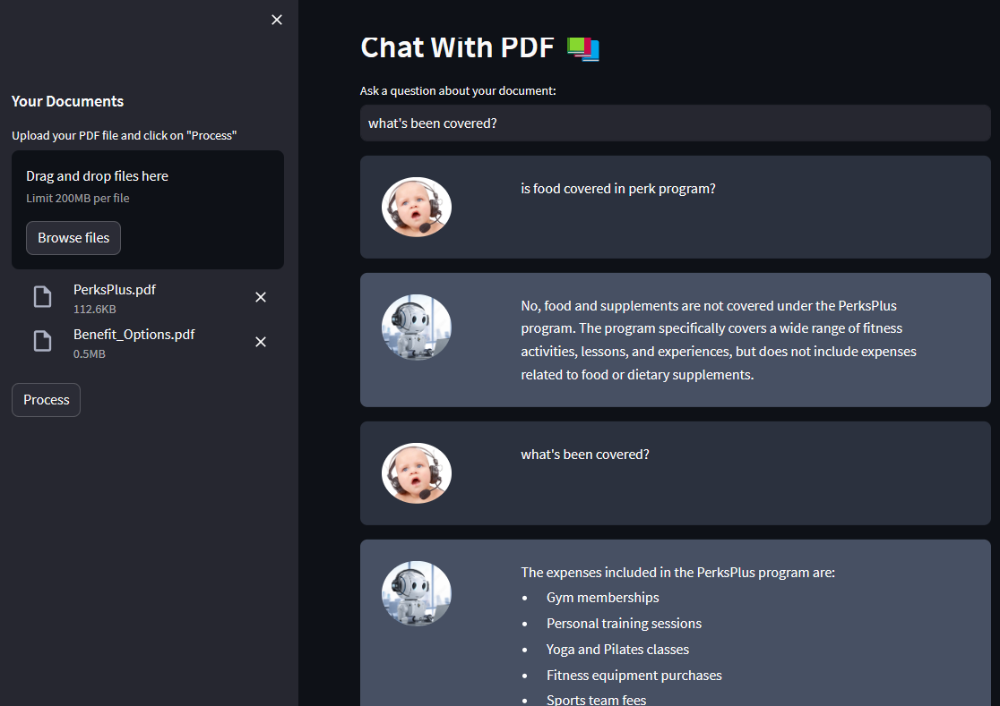 Your Documents
Upload your PDF file and click on "Process"
Drag and drop files here
Limit 200MB per file
Browse files
PerksPlus.pdf
112.6KB
Benefit_Options.pdf
0.5MB
Process
Chat With PDF
Ask a question about your document:
what's been covered?
is food covered in perk program?
No, food and supplements are not covered under the PerksPlus
program. The program specifically covers a wide range of fitness
activities, lessons, and experiences, but does not include expenses
related to food or dietary supplements.
what's been covered?
The expenses included in the PerksPlus program are:
• Gym memberships
• Personal training sessions
• Yoga and Pilates classes
• Fitness equipment purchases
• Sports team fees